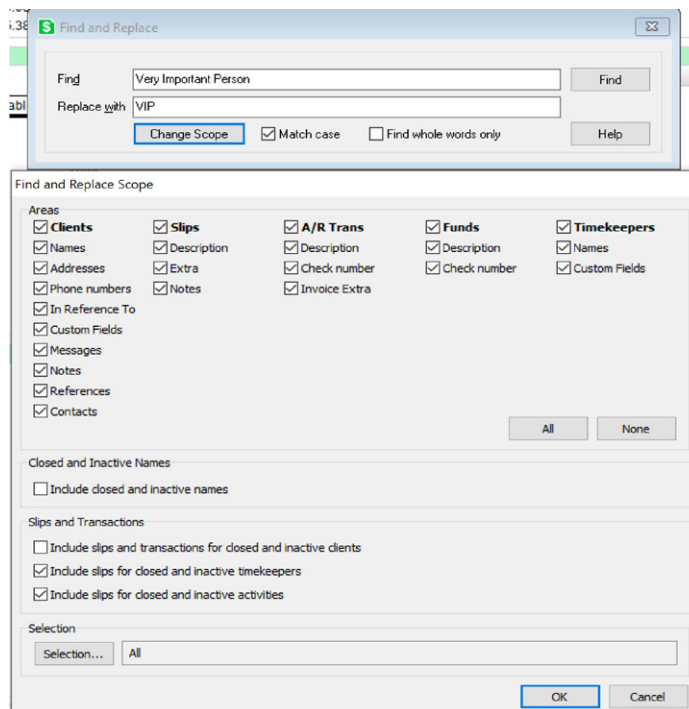 5.38
Find and Replace
Find Very Important Person Find
Replace with VIP
Change Scope Match case Find whole words only Help
Find and Replace Scope
Areas
Clients Slips A/R Trans Funds Timekeepers
Names Description Description Description Names
Addresses Extra Check number Check number Custom Fields
Phone numbers Notes Invoice Extra
In Reference To
Custom Fields
Messages
Notes
References
Contacts
All None
Closed and Inactive Names
Include closed and inactive names
Slips and Transactions
Include slips and transactions for closed and inactive clients
Include slips for closed and inactive timekeepers
Include slips for closed and inactive activities
Selection
Selection... All
OK Cancel